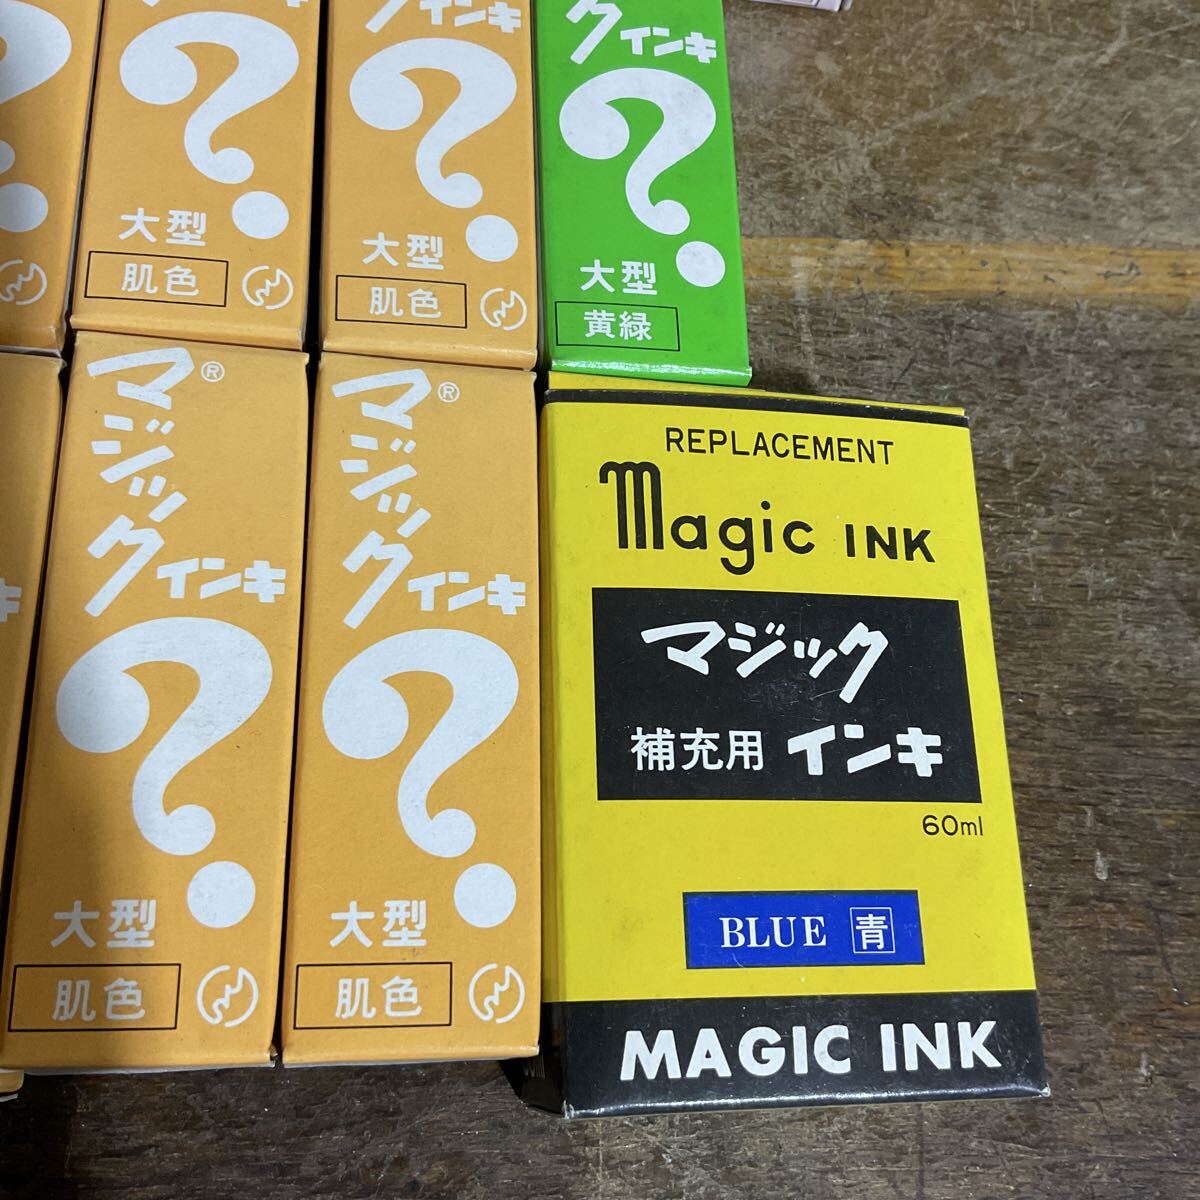 インキ
大型
肌色
クインキ
大型
肌色
クインキ
大型
黄緑
マジック®
インキ
大型
肌色
マジック®
インキ
大型
肌色
REPLACEMENT
magic INK
マジック
補充用 インキ
60ml
BLUE 青
MAGIC INK